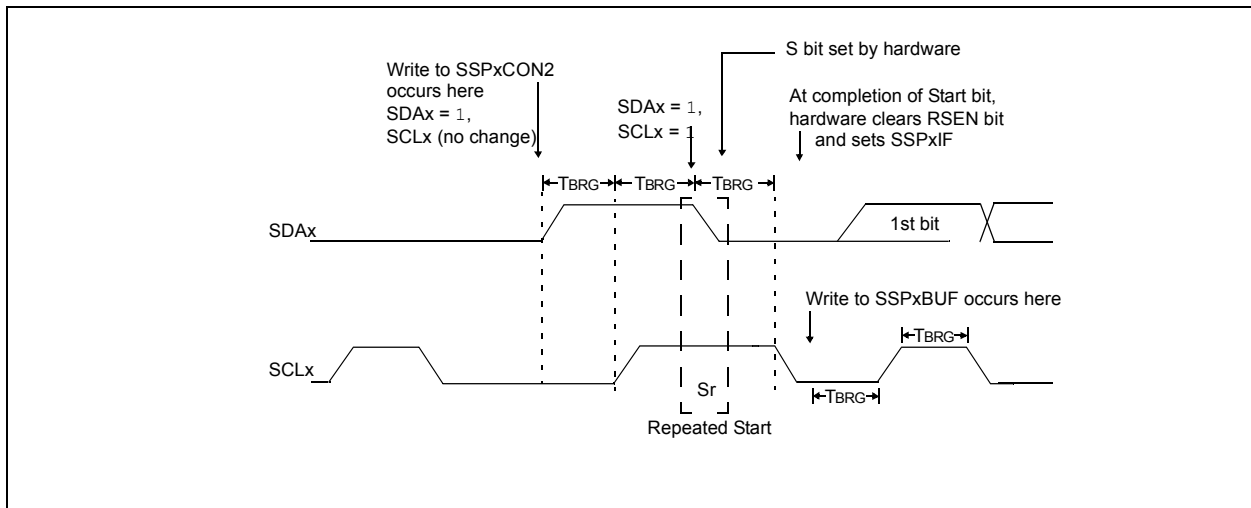 S bit set by hardware
Write to SSPxCON2
occurs here
SDAx = 1,
SCLx (no change)
SDAx = 1,
SCLx = 1
At completion of Start bit,
hardware clears RSEN bit
and sets SSPxIF
TBRG TBRG TBRG
SDAx
1st bit
Write to SSPxBUF occurs here
TBRG
SCLx
TBRG
Sr
Repeated Start